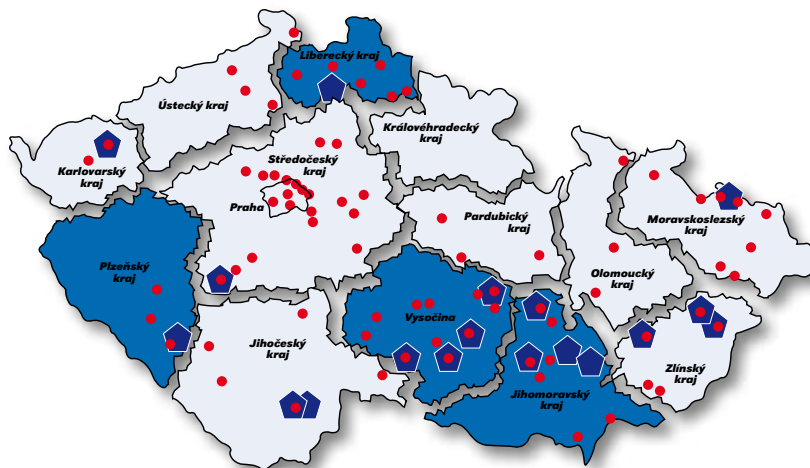 Liberecký kraj
Ústecký kraj
Královéhradecký
kraj
Karlovarský
kraj
Středočeský
kraj
Praha
Pardubický
kraj
Moravskoslezský
kraj
Plzeňský
kraj
Olomoucký
kraj
Vysočina
Jihočeský
kraj
Zlínský
kraj
Jihomoravský
kraj